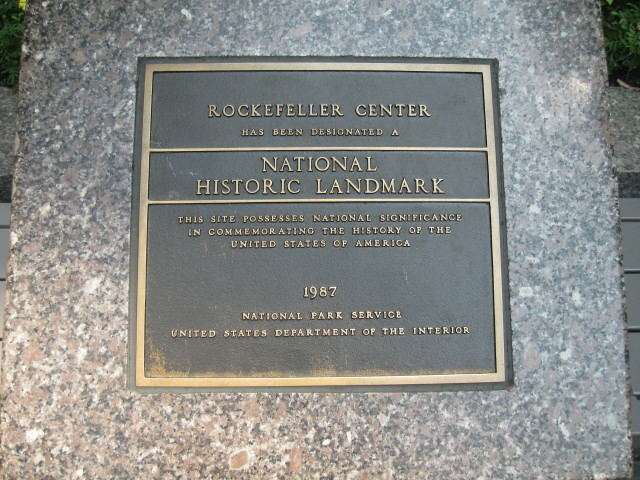 ROCKEFELLER CENTER
HAS BEEN DESIGNATED A
NATIONAL
HISTORIC LANDMARK
THIS SITE POSSESSES NATIONAL SIGNIFICANCE
IN COMMEMORATING THE HISTORY OF THE
UNITED STATES OF AMERICA
1987
NATIONAL PARK SERVICE
UNITED STATES DEPARTMENT OF THE INTERIOR